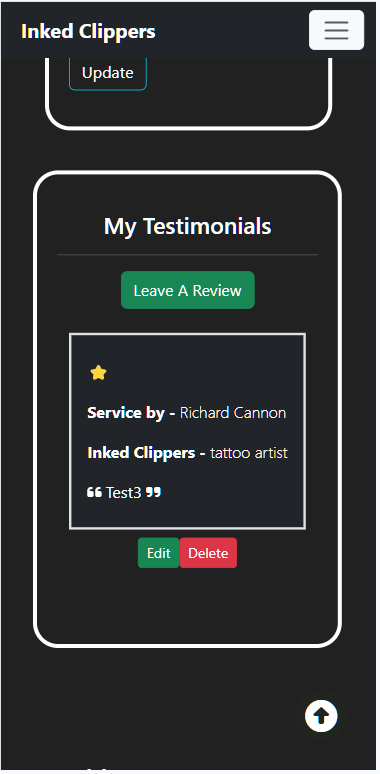 Inked Clippers
Update
My Testimonials
Leave A Review
Service by - Richard Cannon
Inked Clippers - tattoo artist
❝ Test3 ❞
Edit
Delete